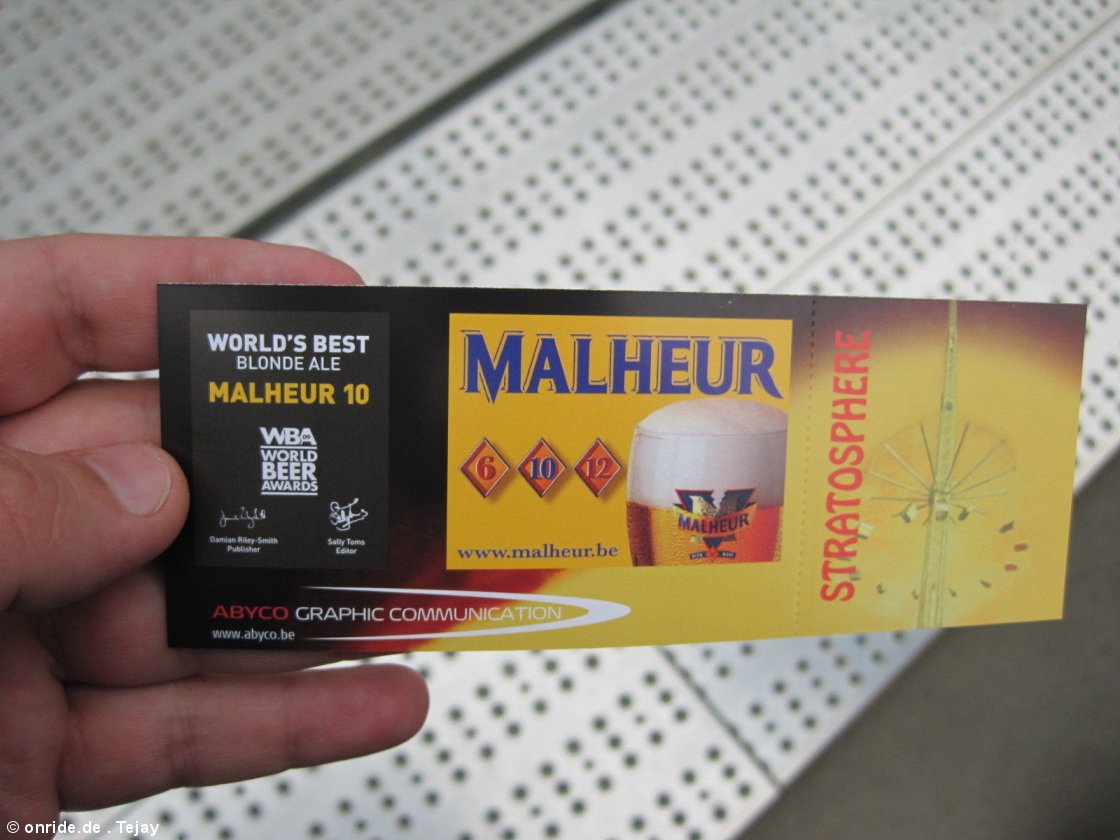 WORLD'S BEST
BLONDE ALE
MALHEUR 10
WBA
WORLD
BEER
AWARDS
Damian Riley-Smith
Publisher
Sally Toms
Editor
MALHEUR
6 10 12
MALHEUR
www.malheur.be
ABYCO GRAPHIC COMMUNICATION
www.abyco.be
STRATOSPHERE
© onride.de . Tejay